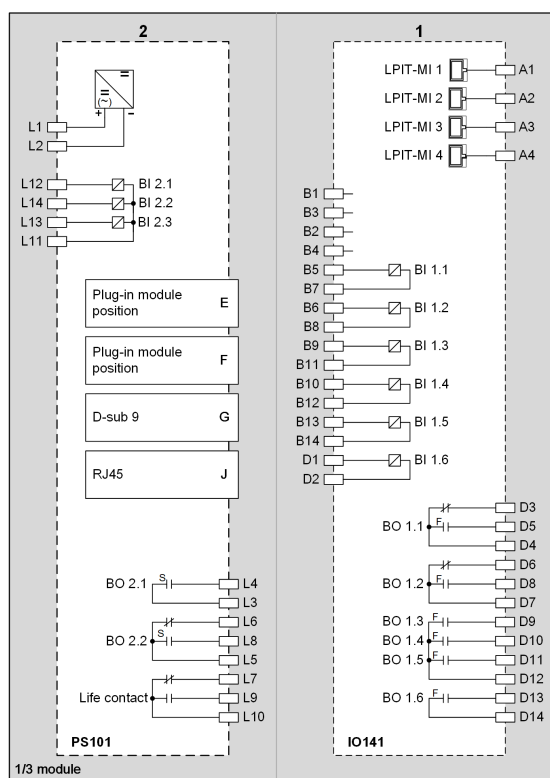 2
=
=
(~)
+ −
L1
L2
L12 BI 2.1
L14 BI 2.2
L13 BI 2.3
L11
Plug-in module
position E
Plug-in module
position F
D-sub 9 G
RJ45 J
BO 2.1 S L4
L3
L6
BO 2.2 S L8
L5
L7
Life contact L9
L10
PS101
1/3 module
1
LPIT-MI 1 A1
LPIT-MI 2 A2
LPIT-MI 3 A3
LPIT-MI 4 A4
B1
B3
B2
B4
B5 BI 1.1
B7
B6 BI 1.2
B8
B9 BI 1.3
B11
B10 BI 1.4
B12
B13 BI 1.5
B14
D1 BI 1.6
D2
D3
BO 1.1 F D5
D4
D6
BO 1.2 F D8
D7
BO 1.3 F D9
BO 1.4 F D10
BO 1.5 F D11
D12
BO 1.6 F D13
D14
IO141